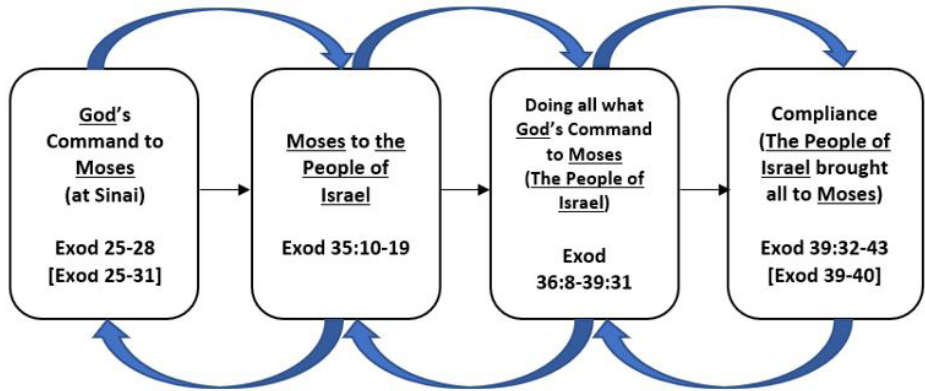 God's
Command to
Moses
(at Sinai)
Exod 25-28
[Exod 25-31]
Moses to the
People of
Israel
Exod 35:10-19
Doing all what
God's Command
to Moses
(The People of
Israel)
Exod
36:8-39:31
Compliance
(The People of
Israel brought
all to Moses)
Exod 39:32-43
[Exod 39-40]